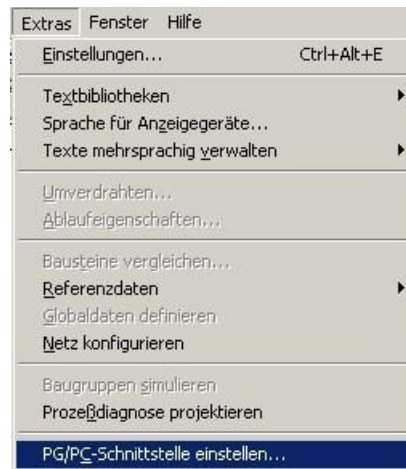 Extras Fenster Hilfe
Einstellungen... Ctrl+Alt+E
Textbibliotheken
Sprache für Anzeigegeräte...
Texte mehrsprachig verwalten
Umverdrahten...
Ablaufeigenschaften...
Bausteine vergleichen...
Referenzdaten
Globaldaten definieren
Netz konfigurieren
Baugruppen simulieren
Prozeßdiagnose projektieren
PG/PC-Schnittstelle einstellen...